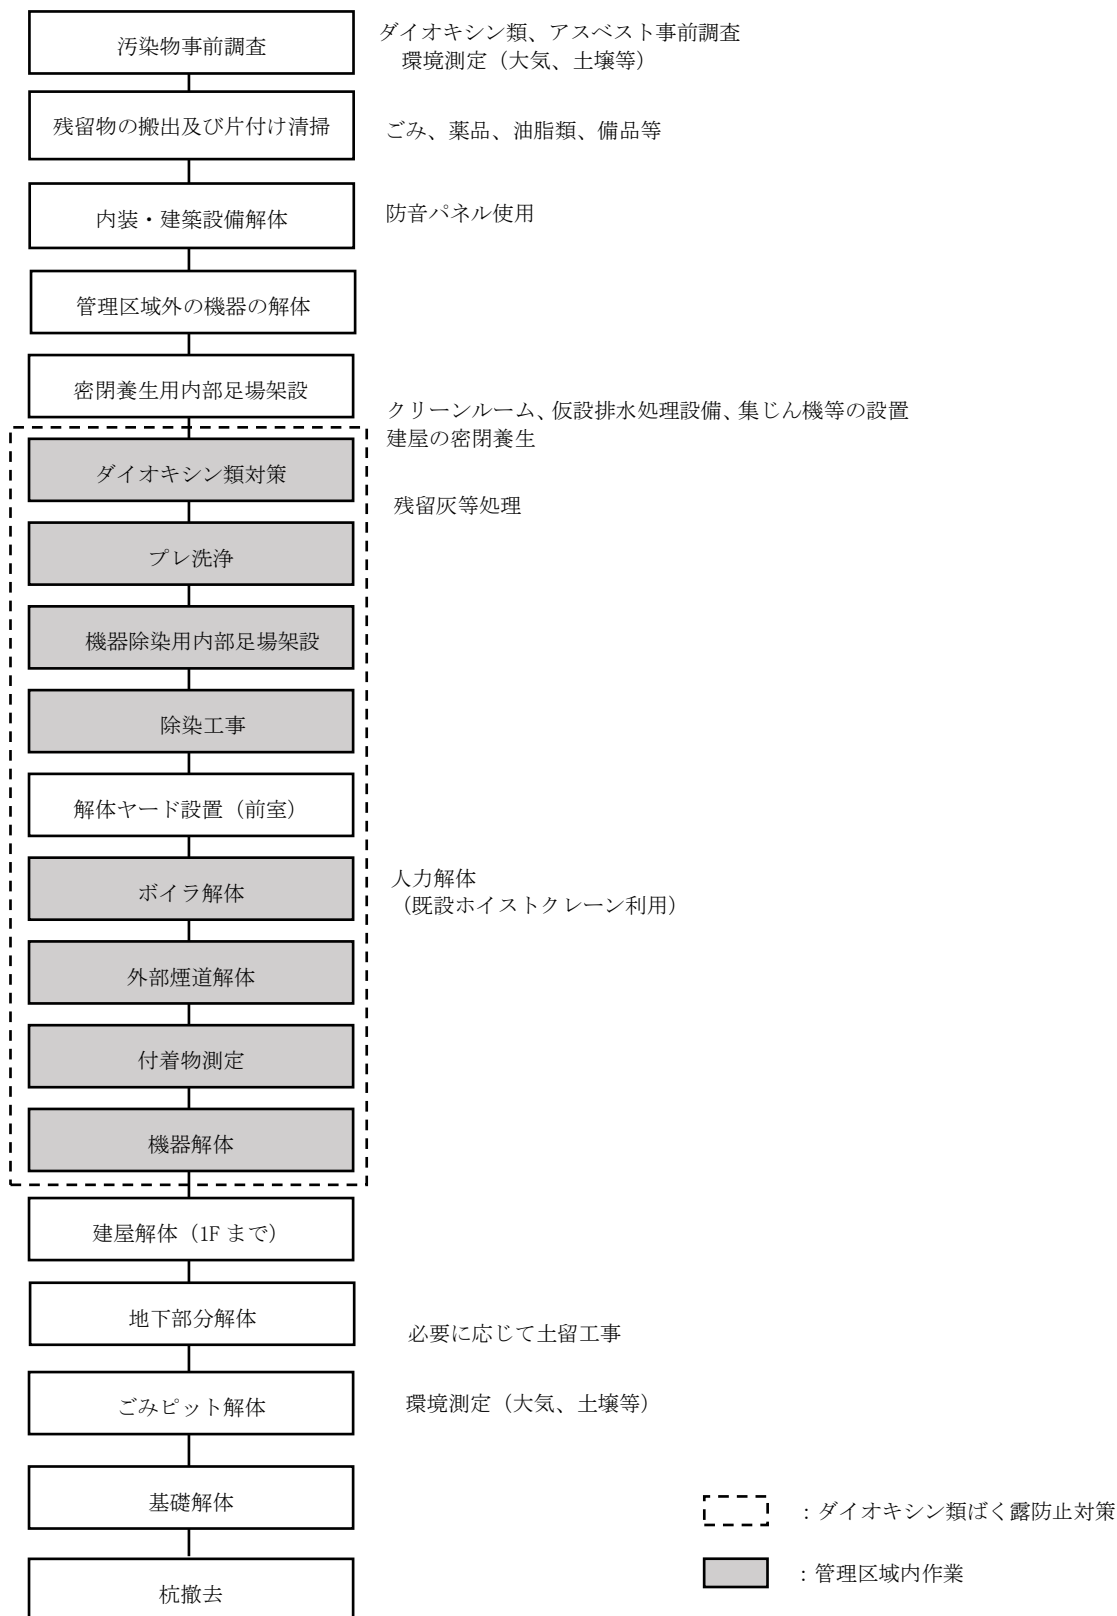 汚染物事前調査
ダイオキシン類、アスベスト事前調査
環境測定（大気、土壌等）
残留物の搬出及び片付け清掃
ごみ、薬品、油脂類、備品等
内装・建築設備解体
防音パネル使用
管理区域外の機器の解体
密閉養生用内部足場架設
クリーンルーム、仮設排水処理設備、集じん機等の設置
建屋の密閉養生
ダイオキシン類対策
残留灰等処理
プレ洗浄
機器除染用内部足場架設
除染工事
解体ヤード設置（前室）
ボイラ解体
人力解体
（既設ホイストクレーン利用）
外部煙道解体
付着物測定
機器解体
建屋解体（1F まで）
地下部分解体
必要に応じて土留工事
ごみピット解体
環境測定（大気、土壌等）
基礎解体
：ダイオキシン類ばく露防止対策
：管理区域内作業
杭撤去